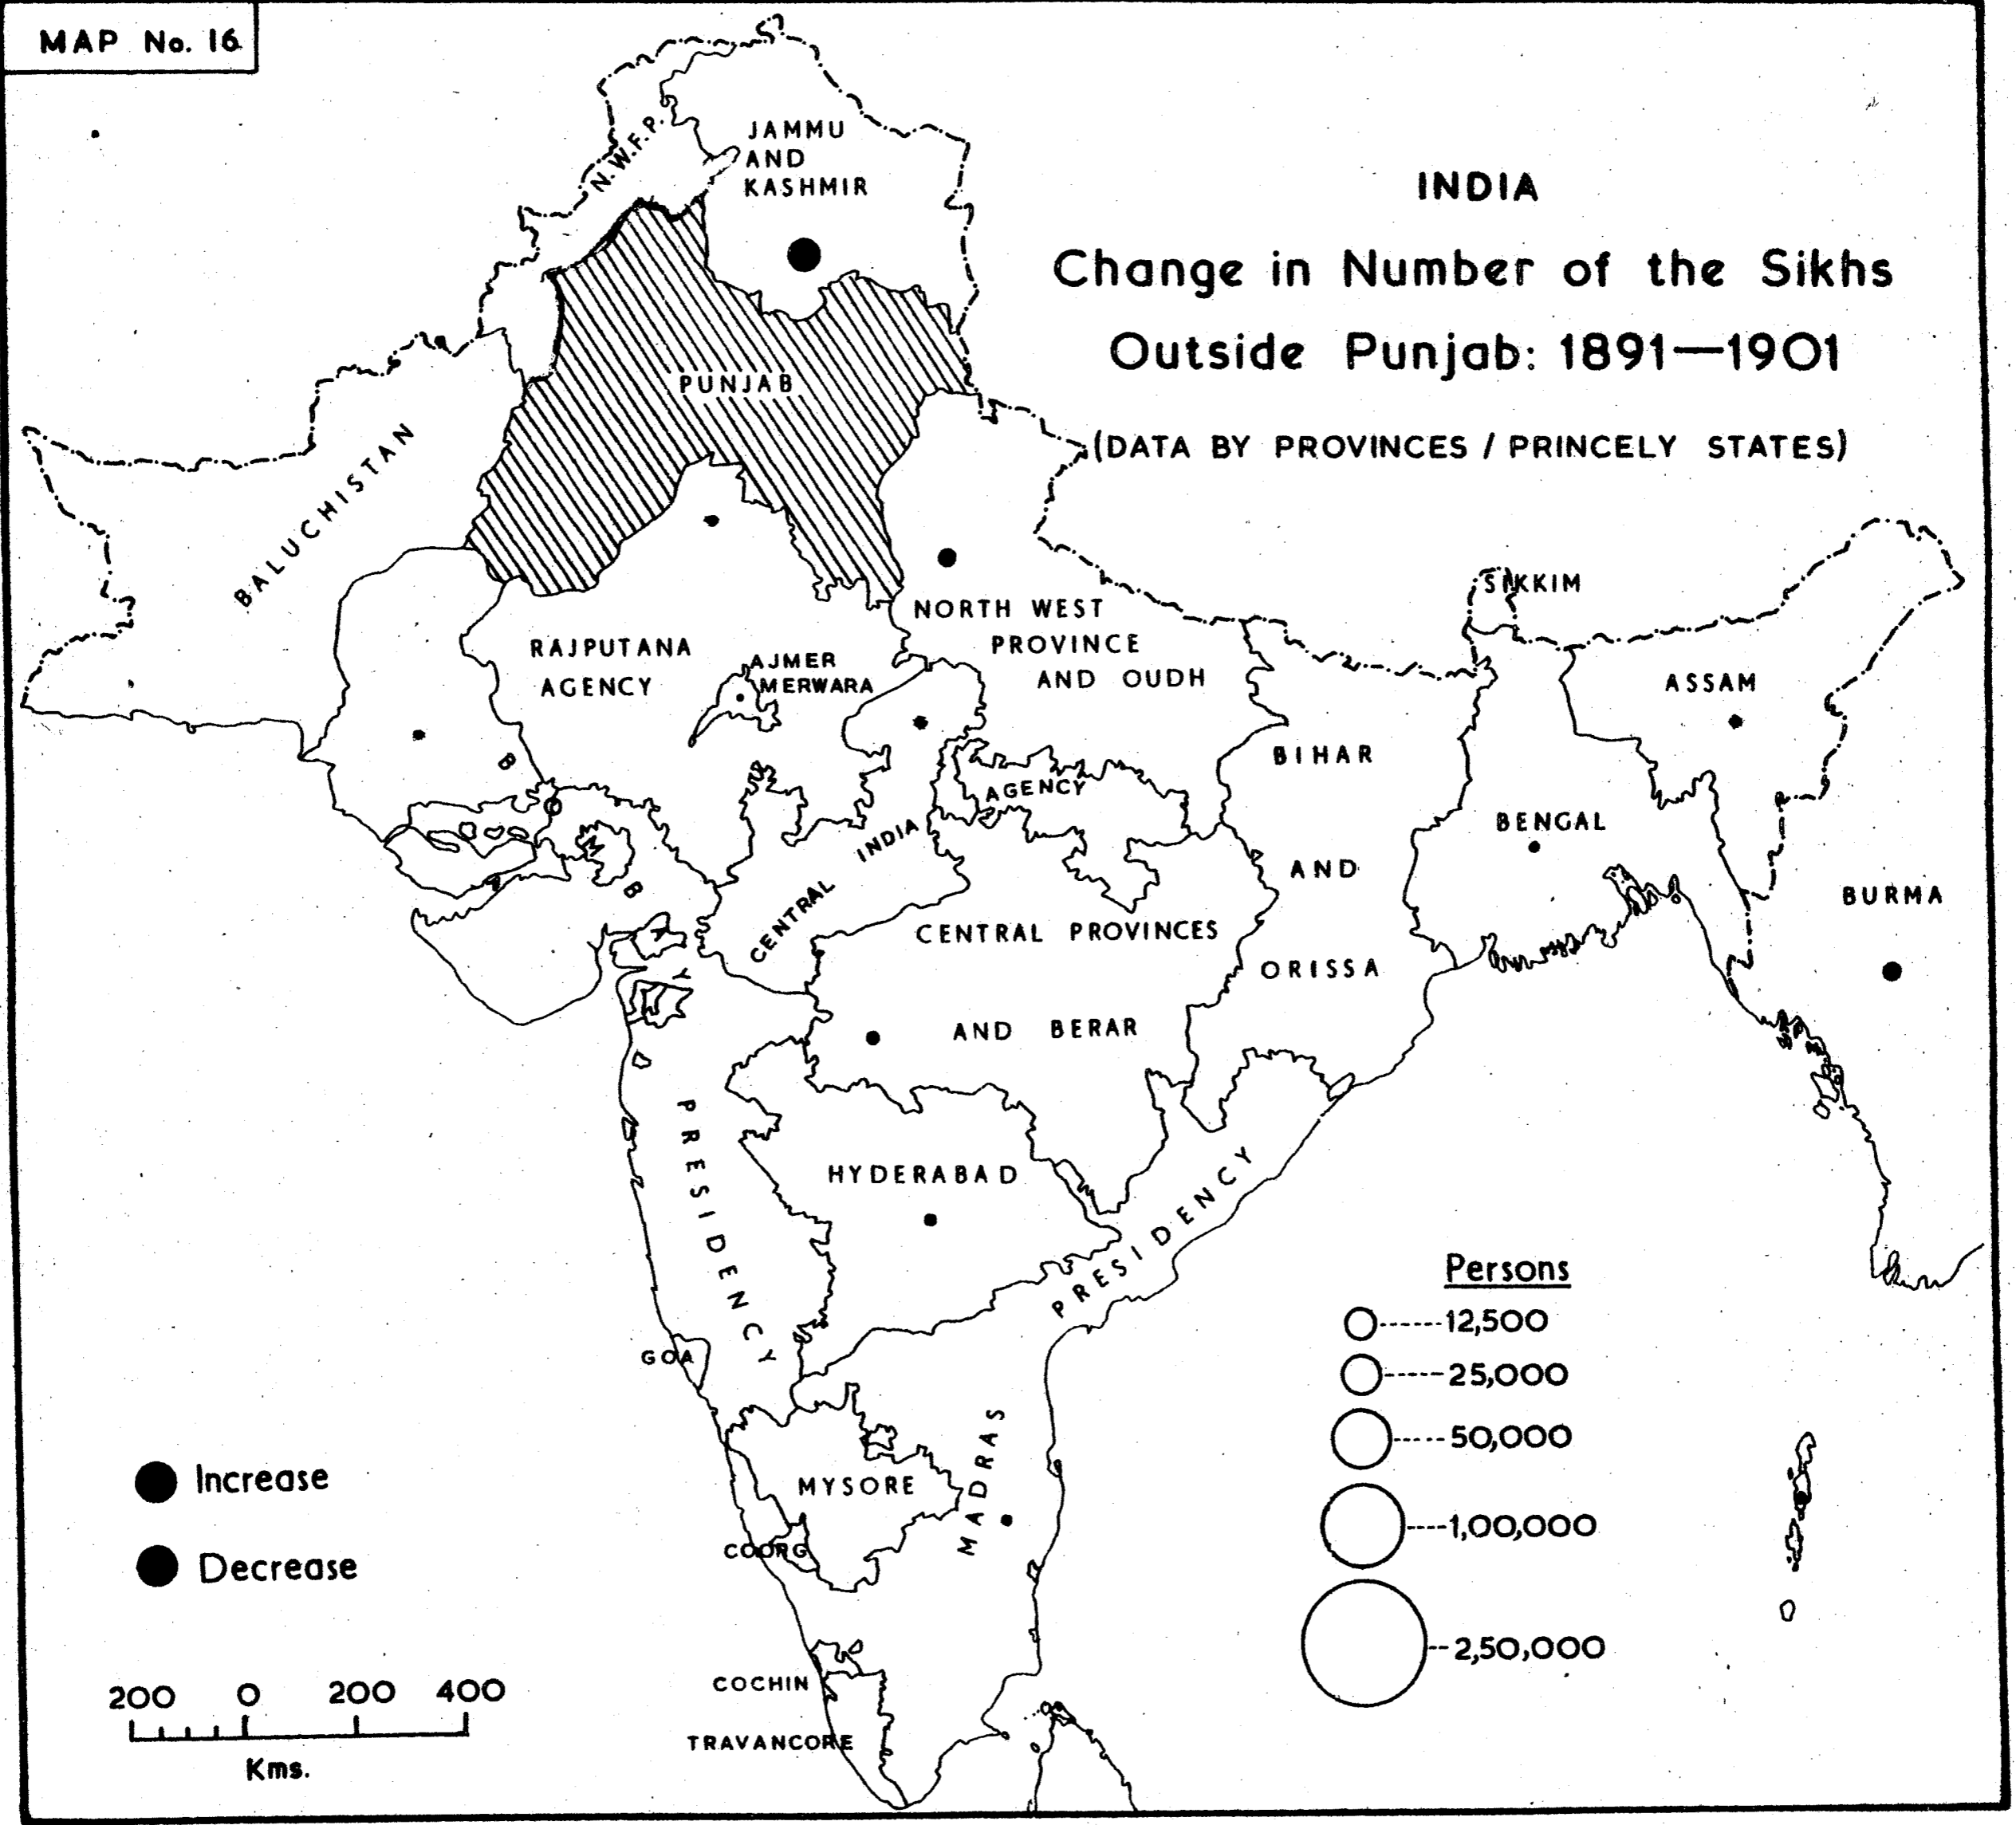 MAP No. 16
INDIA
Change in Number of the Sikhs
Outside Punjab: 1891—1901
(DATA BY PROVINCES / PRINCELY STATES)
N.W.F.P.
JAMMU
AND
KASHMIR
PUNJAB
BALUCHISTAN
RAJPUTANA
AGENCY
AJMER
MERWARA
NORTH WEST
PROVINCE
AND OUDH
SIKKIM
ASSAM
BIHAR
AND
ORISSA
BENGAL
BURMA
CENTRAL INDIA
AGENCY
CENTRAL PROVINCES
AND BERAR
BOMBAY
PRESIDENCY
HYDERABAD
MADRAS
PRESIDENCY
GOA
MYSORE
COORG
COCHIN
TRAVANCORE
Persons
12,500
25,000
50,000
1,00,000
2,50,000
Increase
Decrease
200 0 200 400
Kms.